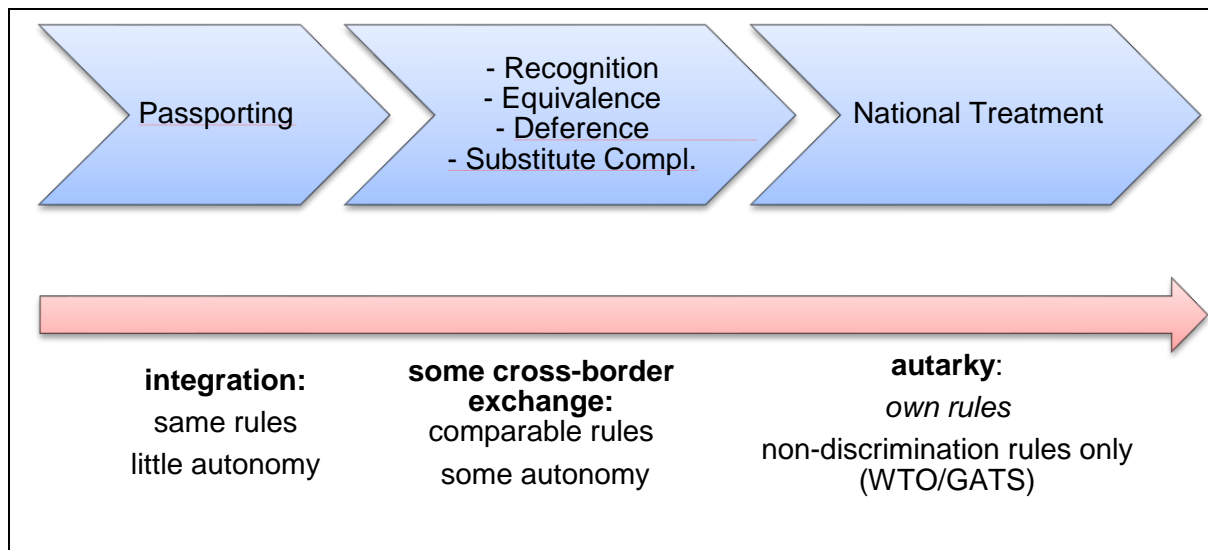 Passporting
- Recognition
- Equivalence
- Deference
- Substitute Compl.
National Treatment
integration:
same rules
little autonomy
some cross-border
exchange:
comparable rules
some autonomy
autarky:
own rules
non-discrimination rules only
(WTO/GATS)